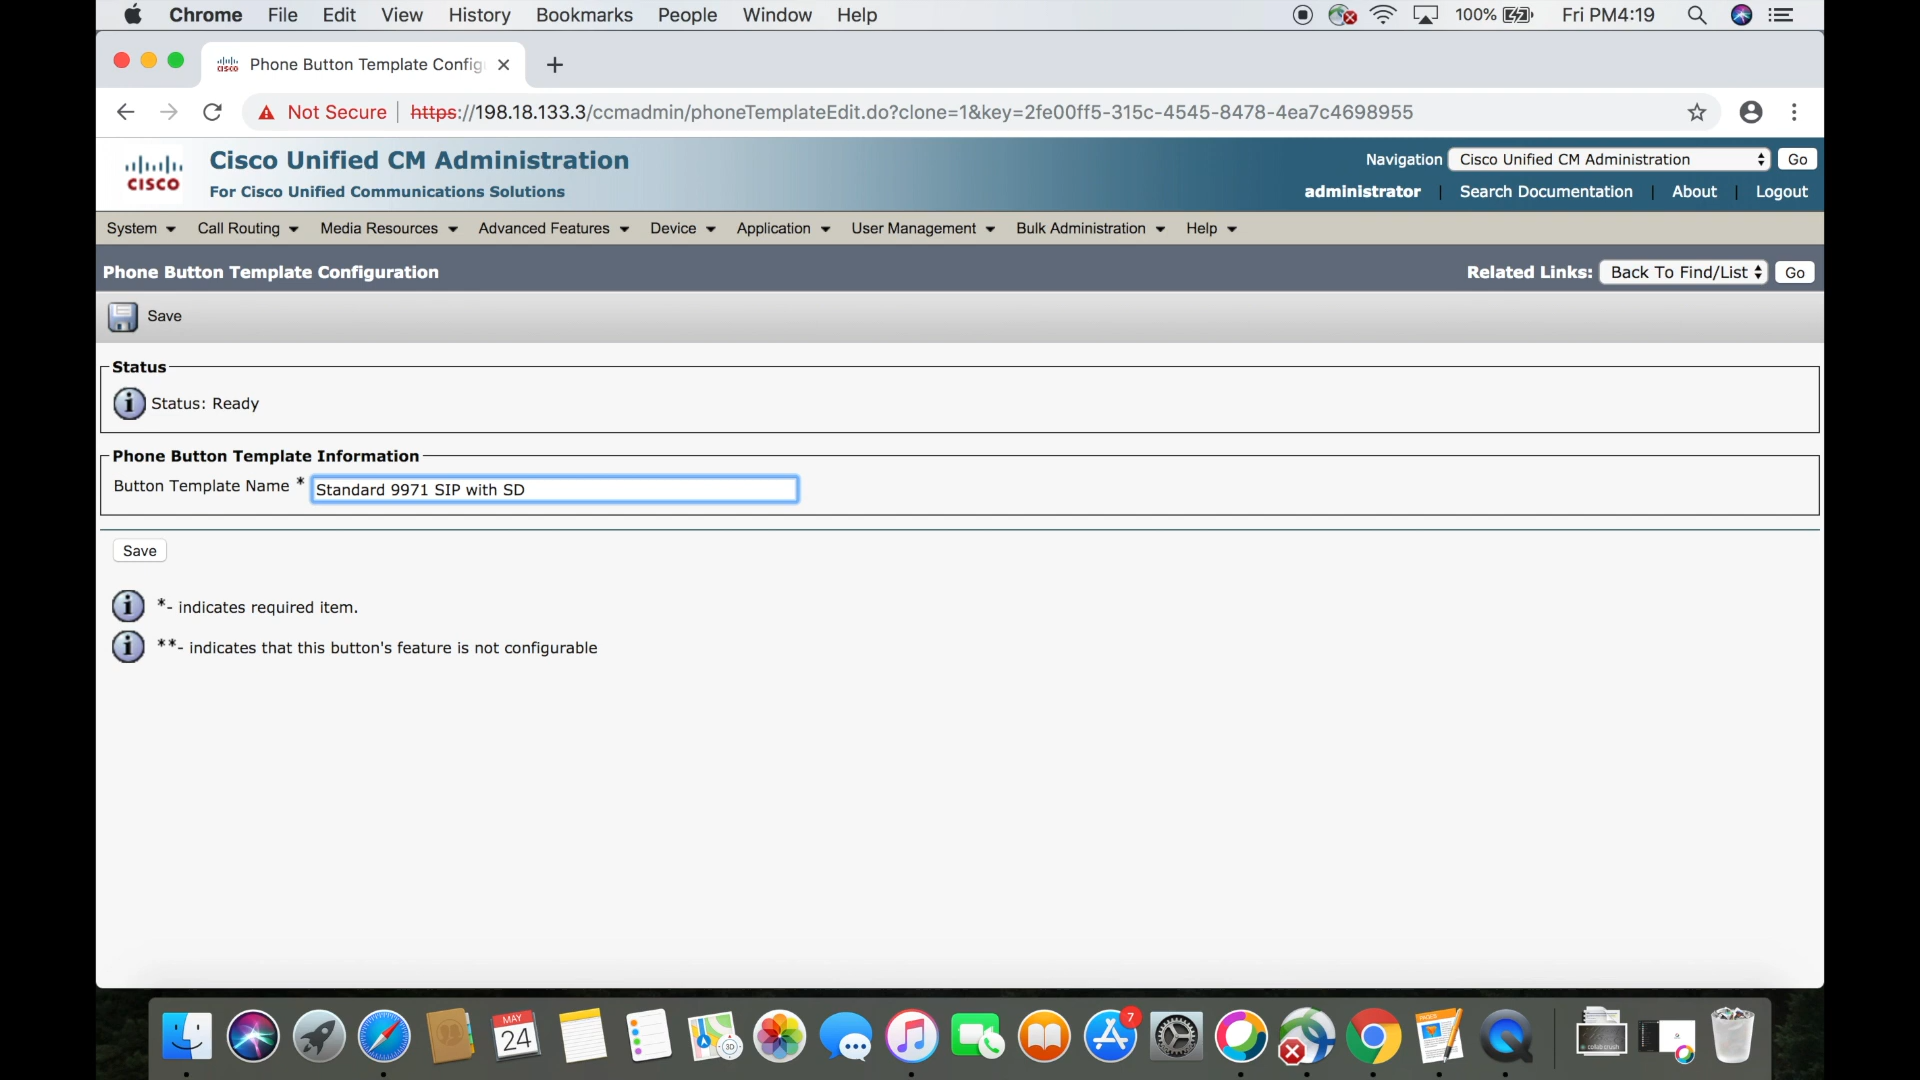 Chrome File Edit View History Bookmarks People Window Help 100% Fri PM4:19
Phone Button Template Config
Not Secure https://198.18.133.3/ccmadmin/phoneTemplateEdit.do?clone=1&key=2fe00ff5-315c-4545-8478-4ea7c4698955
CISCO
Cisco Unified CM Administration
For Cisco Unified Communications Solutions
Navigation Cisco Unified CM Administration Go
administrator | Search Documentation | About | Logout
System Call Routing Media Resources Advanced Features Device Application User Management Bulk Administration Help
Phone Button Template Configuration
Related Links: Back To Find/List Go
Save
Status
Status: Ready
Phone Button Template Information
Button Template Name * Standard 9971 SIP with SD
Save
*- indicates required item.
**- indicates that this button's feature is not configurable
MAY
24
3D
7